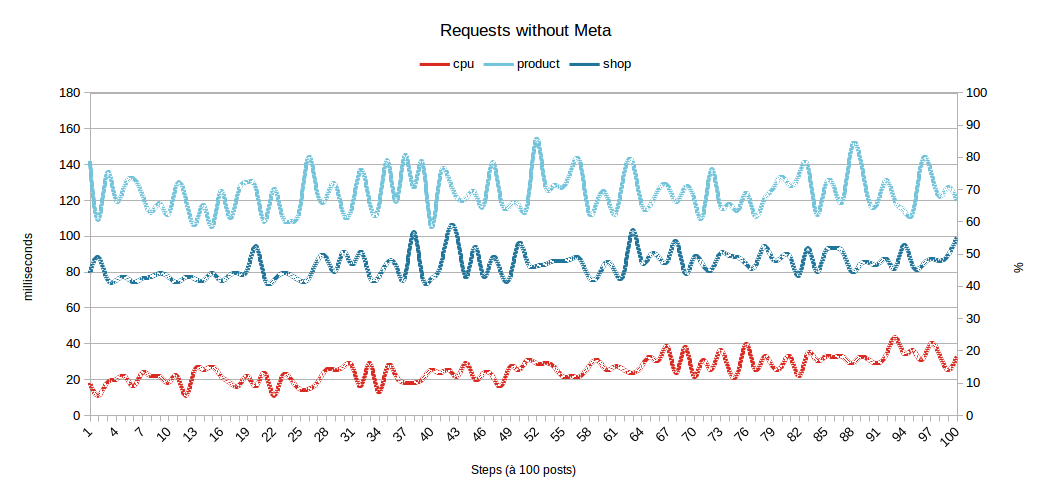 Requests without Meta
cpu product shop
180 100
160 90
140 80
120 70
100 60
80 50
60 40
40 30
20 20
0 10
0
milliseconds
%
1 4 7 10 13 16 19 22 25 28 31 34 37 40 43 46 49 52 55 58 61 64 67 70 73 76 79 82 85 88 91 94 97 100
Steps (à 100 posts)